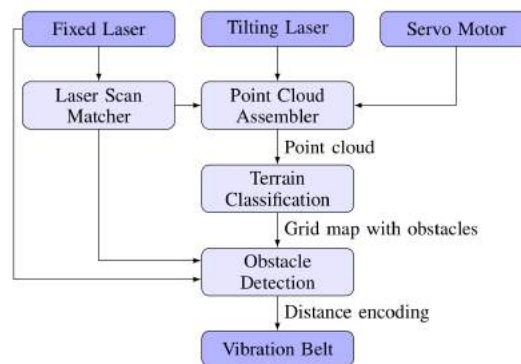 Fixed Laser
Tilting Laser
Servo Motor
Laser Scan
Matcher
Point Cloud
Assembler
Point cloud
Terrain
Classification
Grid map with obstacles
Obstacle
Detection
Distance encoding
Vibration Belt